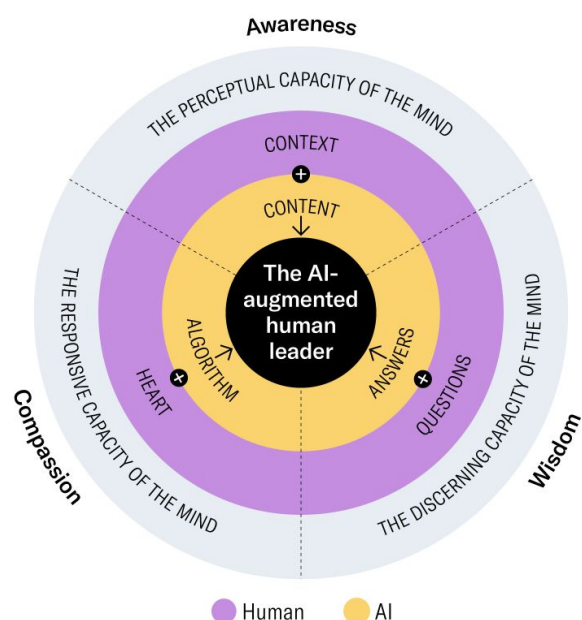 Awareness
THE PERCEPTUAL CAPACITY OF THE MIND
CONTEXT
+
CONTENT
The AI-
augmented
human
leader
ALGORITHM
+
HEART
THE RESPONSIVE CAPACITY OF THE MIND
Compassion
ANSWERS
+
QUESTIONS
THE DISCERNING CAPACITY OF THE MIND
Wisdom
Human
AI